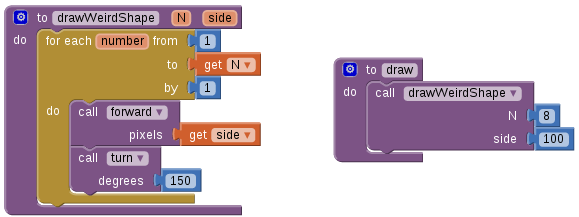 to drawWeirdShape N side
do for each number from 1
to get N
by 1
do call forward
pixels get side
call turn
degrees 150
to draw
do call drawWeirdShape
N 8
side 100